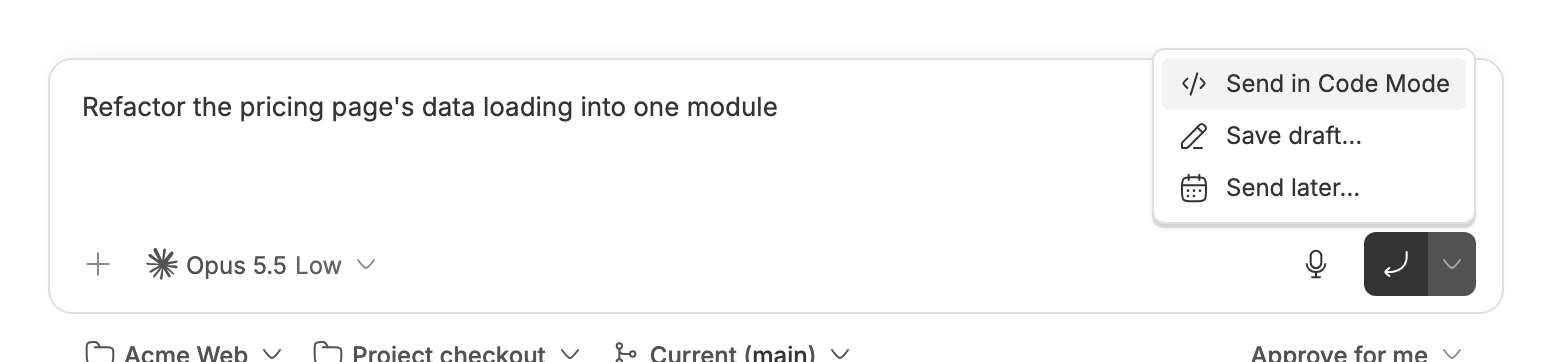 Send in Code Mode
Refactor the pricing page's data loading into one module
Save draft...
Send later...
Opus 5.5 Low
Acme Web
Project checkout
Current (main)
Approve for me